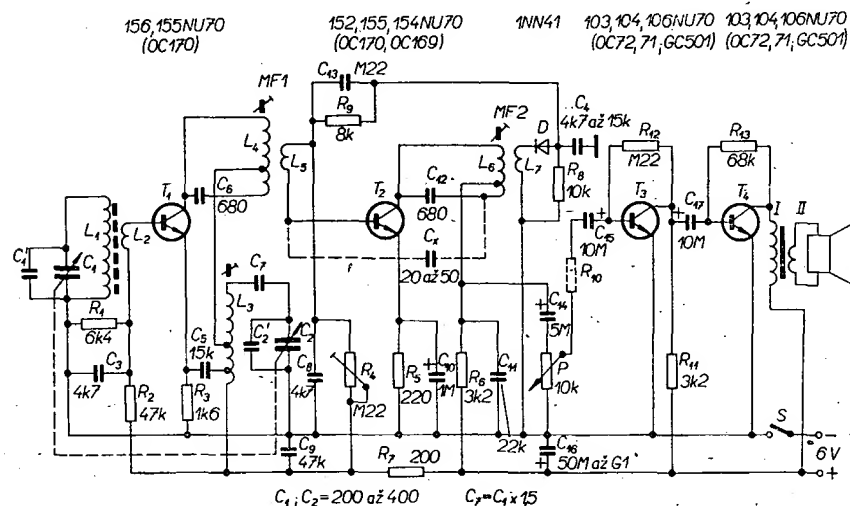 156,155NU70
(OC170)
152,155,154NU70
(OC170,OC169)
1NN41
103,104,106NU70
(OC72,71;GC501)
103,104,106NU70
(OC72,71;GC501)
MF1
C13
M22
R9
8k
MF2
D
C4
4k7 až 15k
R12
M22
R13
68k
L4
L5
L6
L7
R8
10k
T1
C6
680
T2
C12
680
T3
C17
10M
T4
I
II
C15
10M
L1
L2
C1'
C1
Cx
20 až 50
R10
C7
L3
C2'
C2
R1
6k4
C5
15k
C14
5M
C3
4k7
R2
47k
R3
1k6
C8
4k7
R4
M22
R5
220
C10
1M
R6
3k2
C11
22k
P
10k
R11
3k2
S
–
6V
+
C9
47k
R7
200
C16
50M až G1
C1; C2 = 200 až 400
C7 = C1 x 1,5